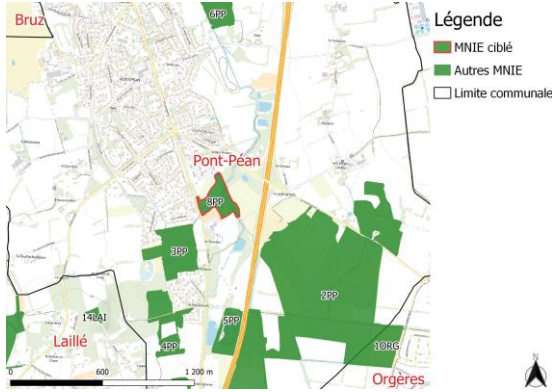 Légende
MNIE ciblé
Autres MNIE
Limite communale
Bruz
6PP
Pont-Péan
8PP
3PP
2PP
14LAI
5PP
4PP
1ORG
Laillé
Orgères
0 600 1 200 m
N